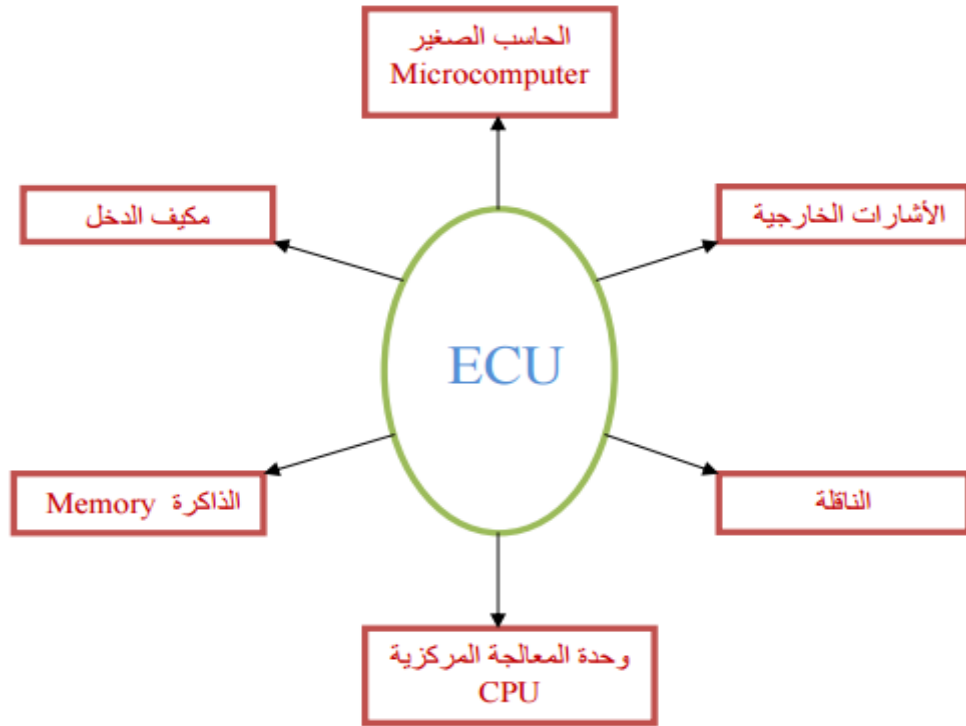 الحاسب الصغير
Microcomputer
الأشارات الخارجية
مكيف الدخل
ECU
الناقلة
الذاكرة Memory
وحدة المعالجة المركزية
CPU